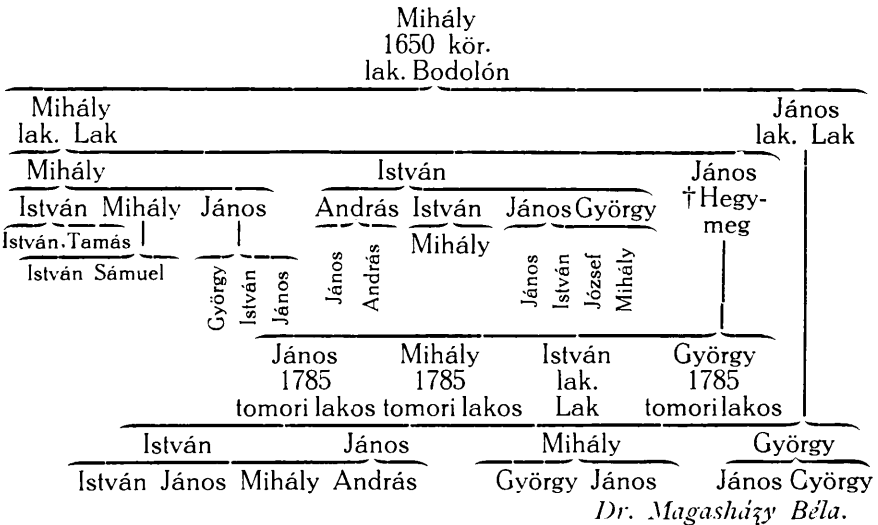 Mihály
1650 kör.
lak. Bodolón
Mihály János
lak. Lak lak. Lak
Mihály István János
István Mihály János András István János György †Hegy-
István Tamás Mihály meg
István Sámuel György István János János András János István József Mihály
János Mihály István György
1785 1785 lak. 1785
tomori lakos tomori lakos Lak tomori lakos
István János Mihály György
István János Mihály András György János János György
Dr. Magasházy Béla.